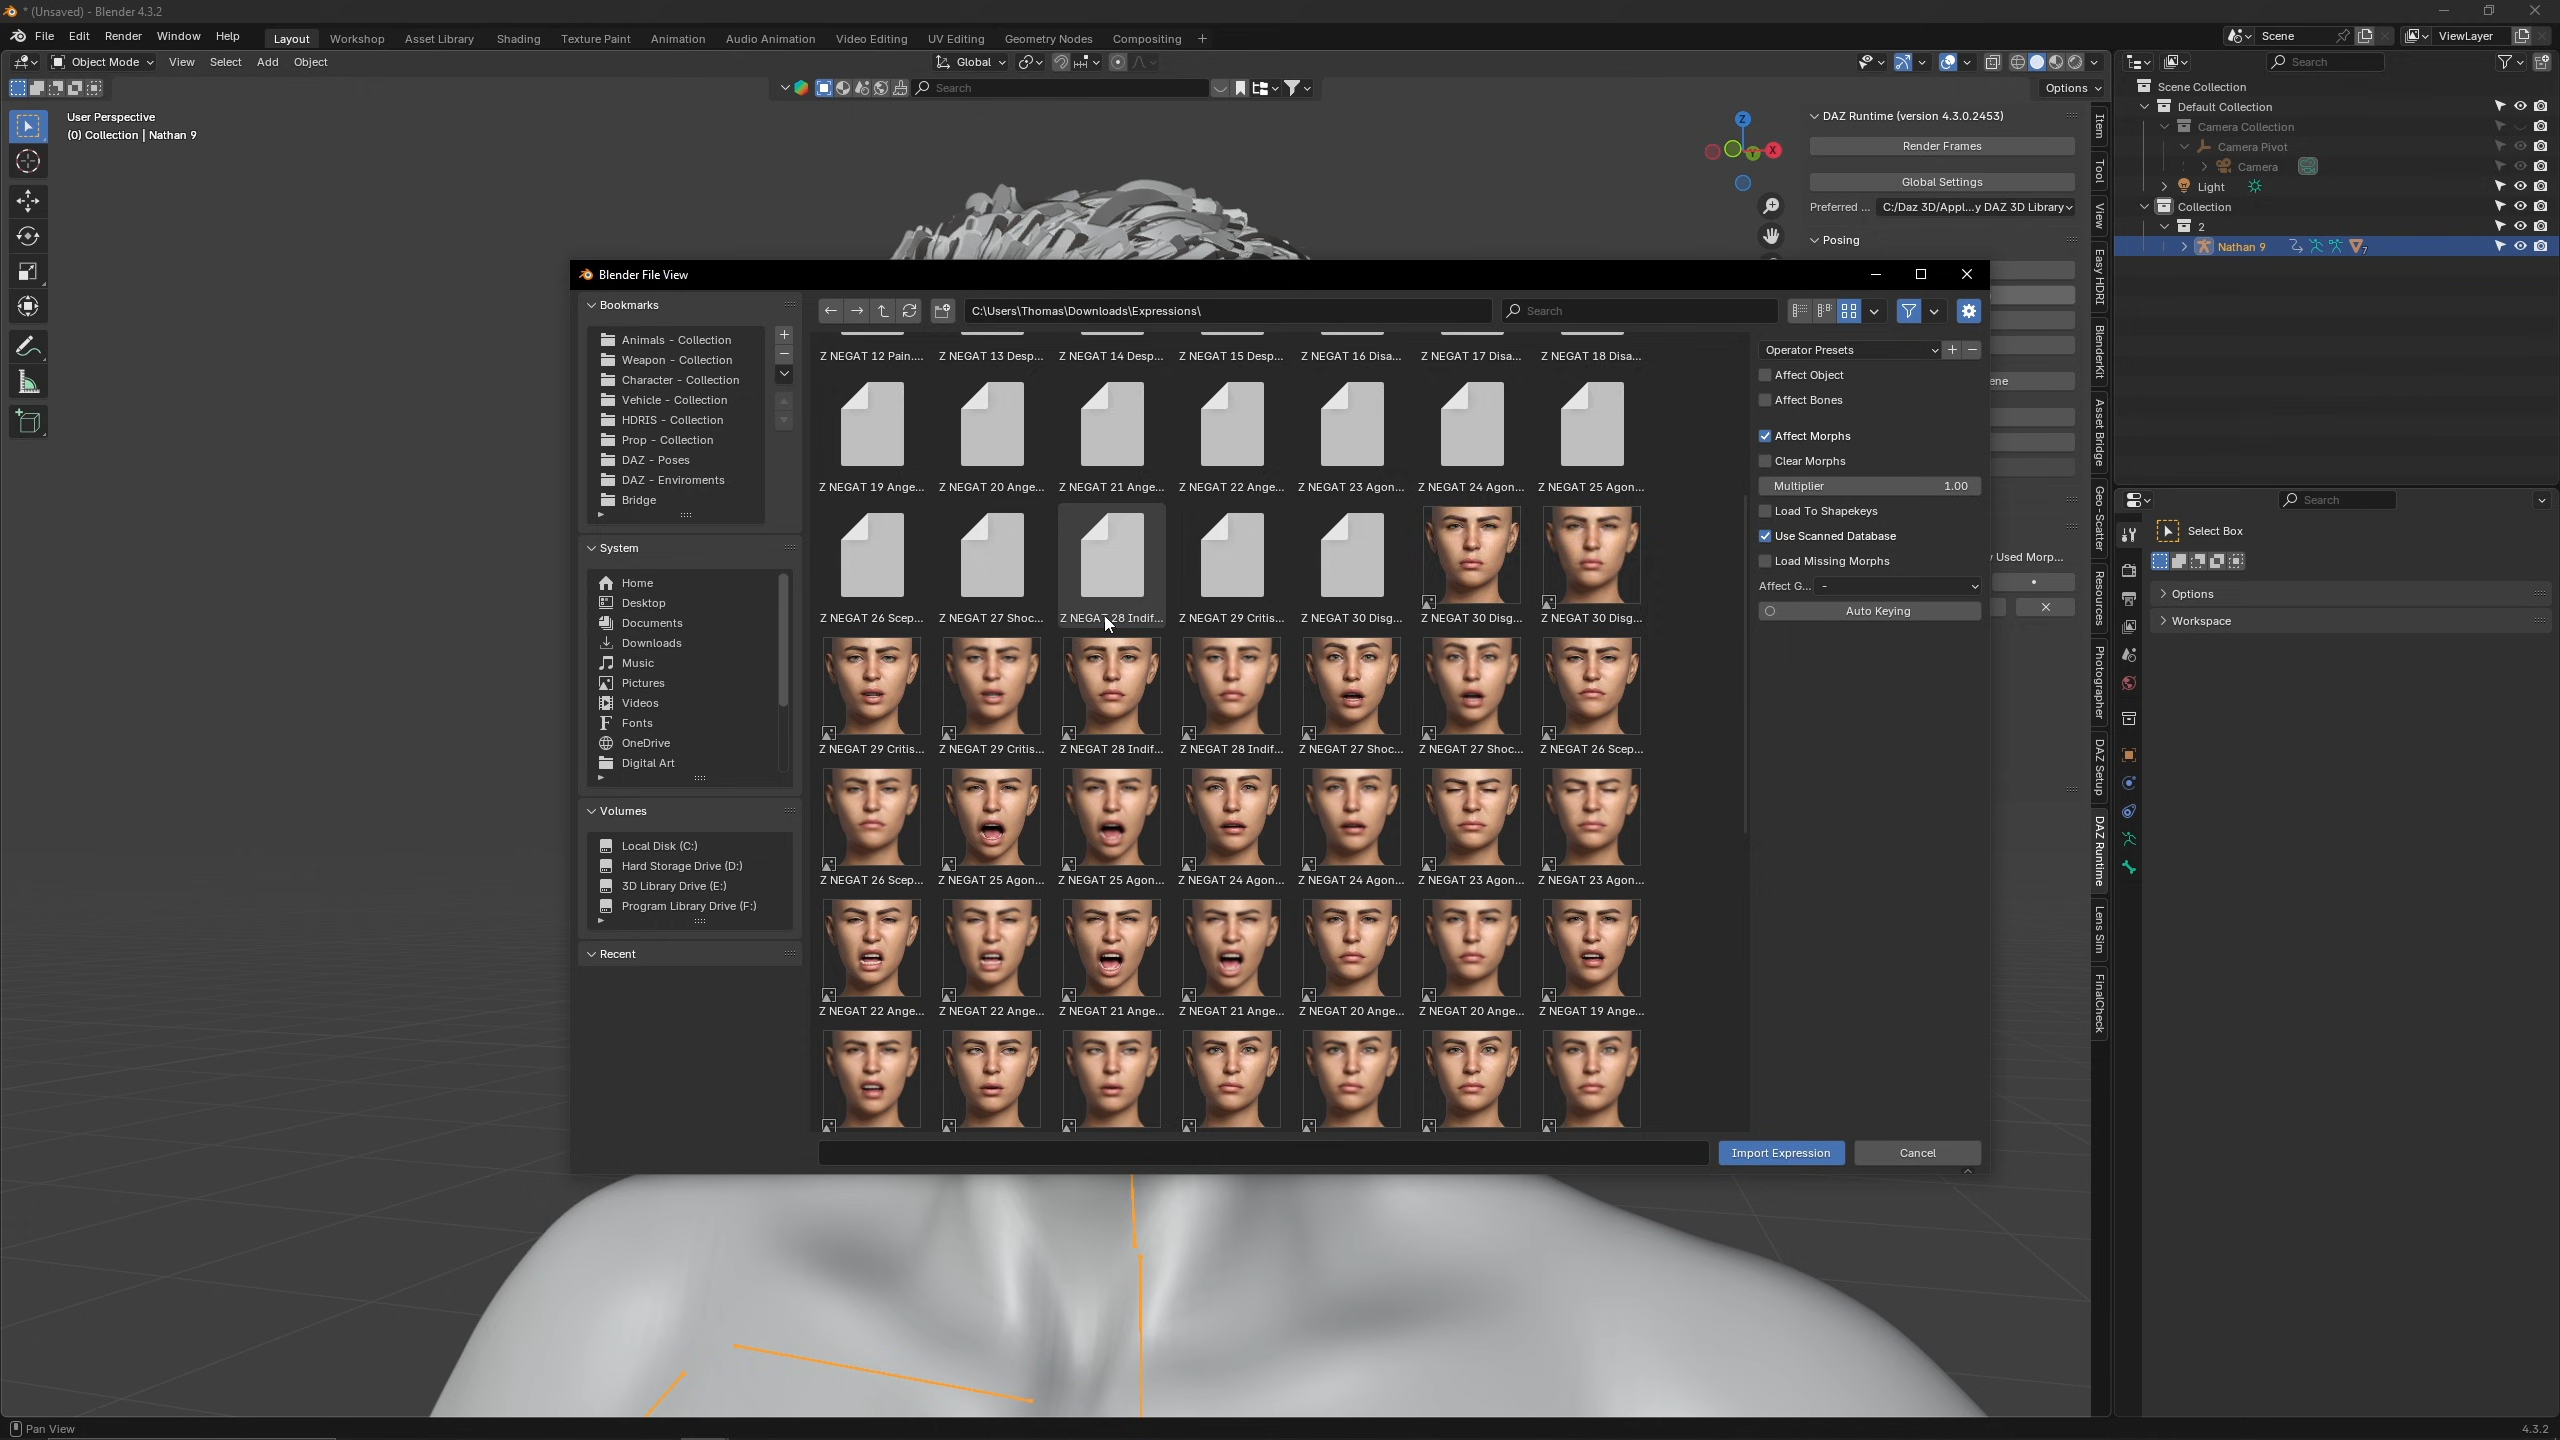 * (Unsaved) - Blender 4.3.2
File Edit Render Window Help Layout Workshop Asset Library Shading Texture Paint Animation Audio Animation Video Editing UV Editing Geometry Nodes Compositing + Scene ViewLayer
Object Mode View Select Add Object Global Search
Search Options
User Perspective
(0) Collection | Nathan 9
Z
X
Y
DAZ Runtime (version 4.3.0.2453)
Render Frames
Global Settings
Preferred ... C:/Daz 3D/Appl...y DAZ 3D Library
Posing
ene
y Used Morp...
Item
Tool
View
Easy HDRI
BlenderKit
Asset Bridge
Geo-Scatter
Resources
Photographer
DAZ Setup
DAZ Runtime
Lens Sim
FinalCheck
Scene Collection
Default Collection
Camera Collection
Camera Pivot
Camera
Light
Collection
2
Nathan 9 7
Search
Select Box
Options
Workspace
Blender File View
Bookmarks
Animals - Collection
Weapon - Collection
Character - Collection
Vehicle - Collection
HDRIS - Collection
Prop - Collection
DAZ - Poses
DAZ - Enviroments
Bridge
System
Home
Desktop
Documents
Downloads
Music
Pictures
Videos
Fonts
OneDrive
Digital Art
Volumes
Local Disk (C:)
Hard Storage Drive (D:)
3D Library Drive (E:)
Program Library Drive (F:)
Recent
C:\Users\Thomas\Downloads\Expressions\ Search
Z NEGAT 12 Pain.... Z NEGAT 13 Desp... Z NEGAT 14 Desp... Z NEGAT 15 Desp... Z NEGAT 16 Disa... Z NEGAT 17 Disa... Z NEGAT 18 Disa...
Z NEGAT 19 Ange... Z NEGAT 20 Ange... Z NEGAT 21 Ange... Z NEGAT 22 Ange... Z NEGAT 23 Agon... Z NEGAT 24 Agon... Z NEGAT 25 Agon...
Z NEGAT 26 Scep... Z NEGAT 27 Shoc... Z NEGAT 28 Indif... Z NEGAT 29 Critis... Z NEGAT 30 Disg... Z NEGAT 30 Disg... Z NEGAT 30 Disg...
Z NEGAT 29 Critis... Z NEGAT 29 Critis... Z NEGAT 28 Indif... Z NEGAT 28 Indif... Z NEGAT 27 Shoc... Z NEGAT 27 Shoc... Z NEGAT 26 Scep...
Z NEGAT 26 Scep... Z NEGAT 25 Agon... Z NEGAT 25 Agon... Z NEGAT 24 Agon... Z NEGAT 24 Agon... Z NEGAT 23 Agon... Z NEGAT 23 Agon...
Z NEGAT 22 Ange... Z NEGAT 22 Ange... Z NEGAT 21 Ange... Z NEGAT 21 Ange... Z NEGAT 20 Ange... Z NEGAT 20 Ange... Z NEGAT 19 Ange...
Operator Presets
Affect Object
Affect Bones
Affect Morphs
Clear Morphs
Multiplier 1.00
Load To Shapekeys
Use Scanned Database
Load Missing Morphs
Affect G... -
Auto Keying
Import Expression Cancel
Pan View
4.3.2